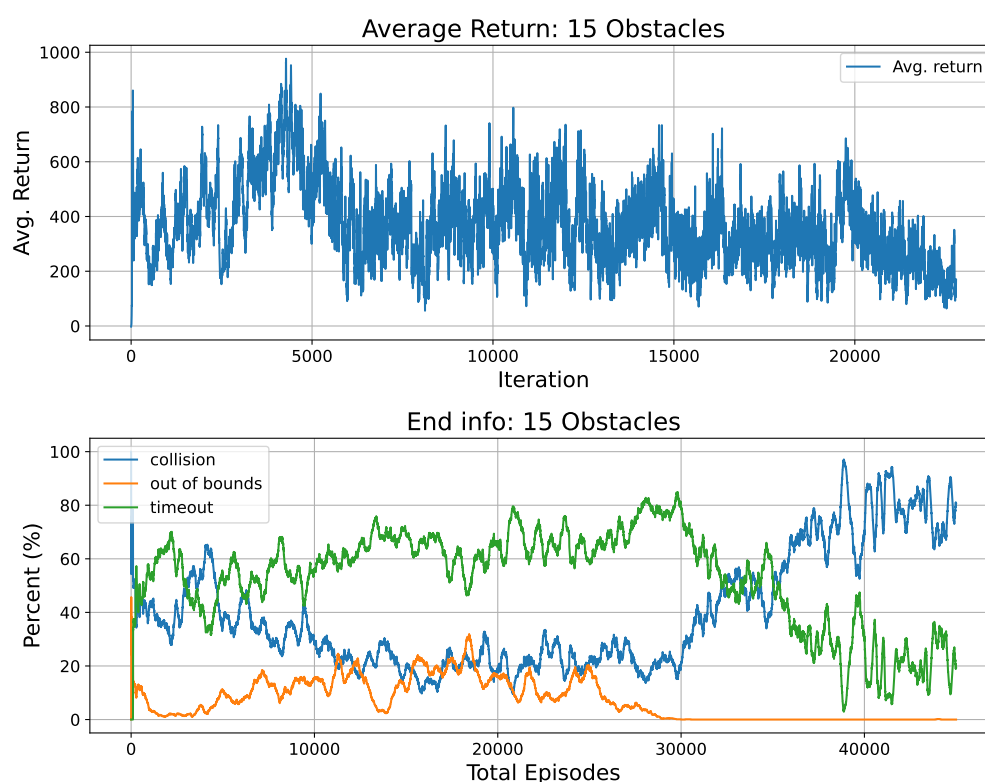 Average Return: 15 Obstacles
1000
800
600
400
200
0
Avg. Return
Avg. return
0 5000 10000 15000 20000
Iteration
End info: 15 Obstacles
100
80
60
40
20
0
Percent (%)
collision
out of bounds
timeout
0 10000 20000 30000 40000
Total Episodes